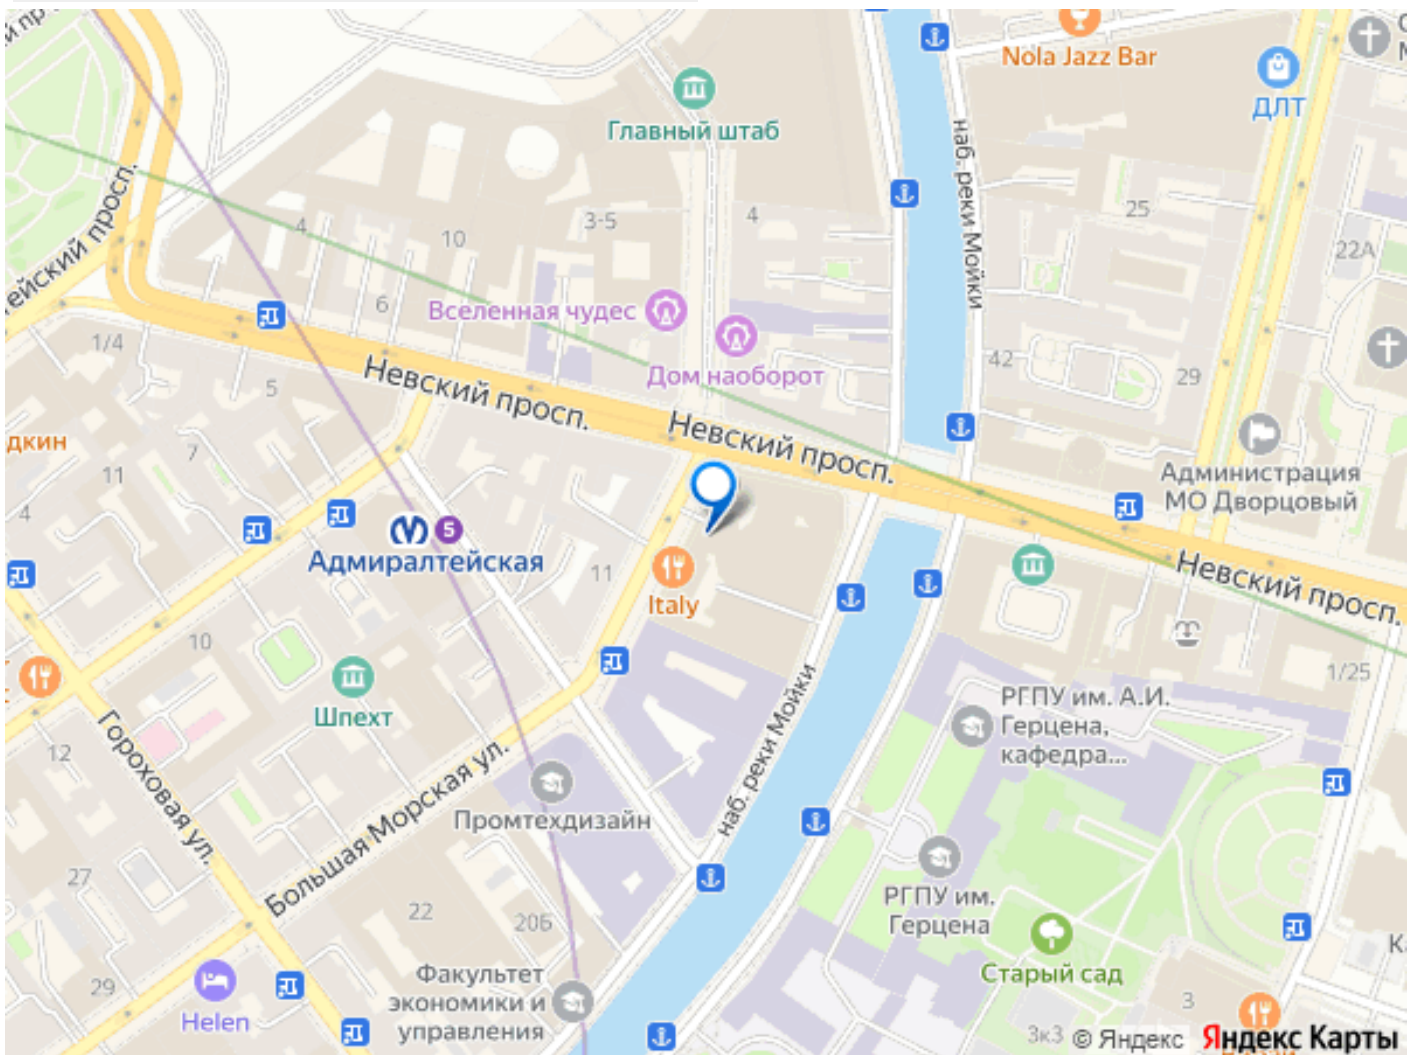 Nola Jazz Bar
ДЛТ
Главный штаб
наб. реки Мойки
4
3-5
4
25
10
22А
6
Вселенная чудес
1/4
Дом наоборот
42
29
5
Невский просп.
Невский просп.
дкин
7
11
Администрация
МО Дворцовый
4
5
Адмиралтейская
11
Italy
Невский просп.
10
1/25
Шпехт
РГПУ им. А.И.
Герцена,
кафедра...
наб. реки Мойки
12
Гороховая ул.
Большая Морская ул.
Промтехдизайн
27
22
20Б
РГПУ им.
Герцена
Старый сад
Факультет
экономики и
управления
29
Helen
3
3к3
© Яндекс
Яндекс Карты